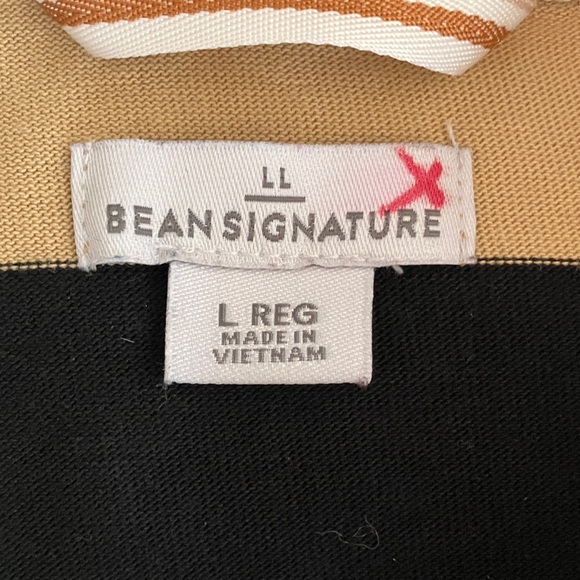 LL
BEAN SIGNATURE
L REG
MADE IN
VIETNAM